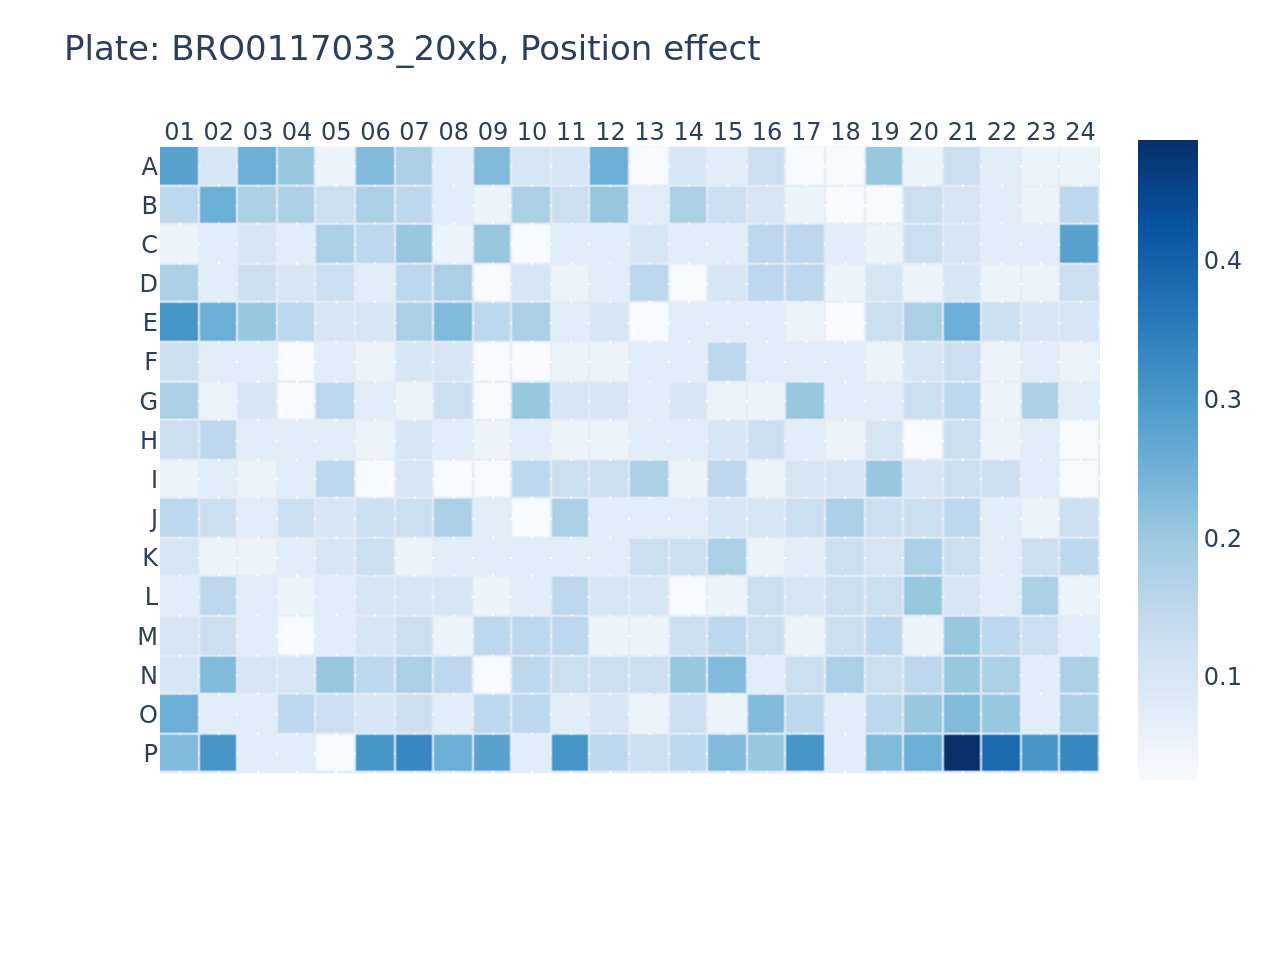 Plate: BRO0117033_20xb, Position effect
01 02 03 04 05 06 07 08 09 10 11 12 13 14 15 16 17 18 19 20 21 22 23 24
A
B
C
D
E
F
G
H
I
J
K
L
M
N
O
P
0.4
0.3
0.2
0.1